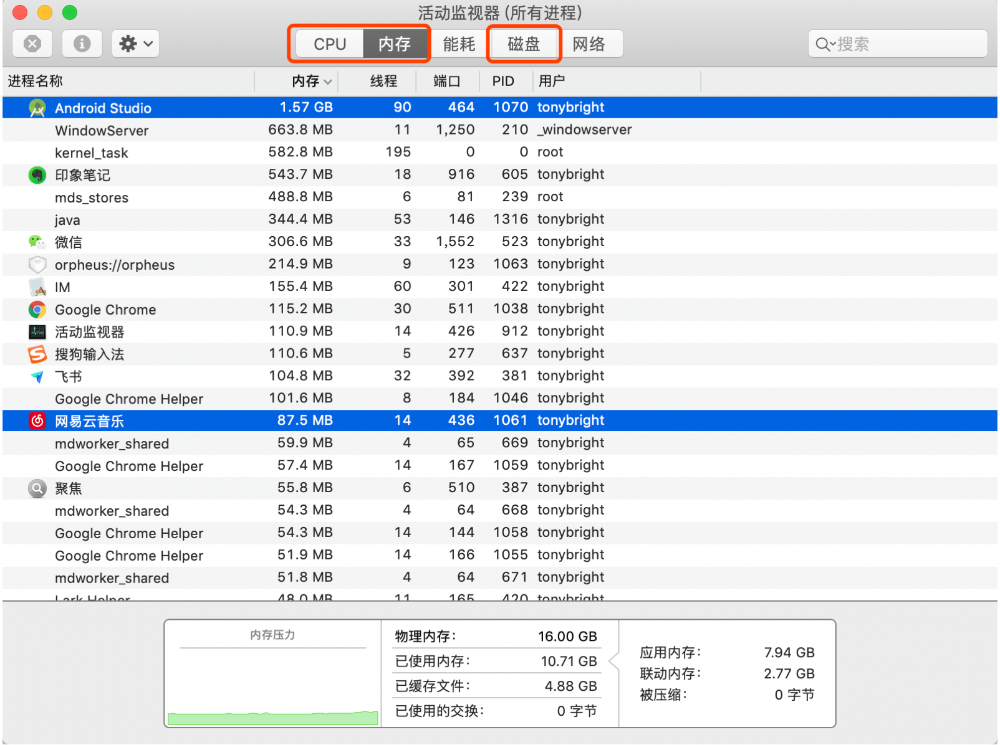 活动监视器 (所有进程)
CPU 内存 能耗 磁盘 网络 搜索
进程名称 内存 线程 端口 PID 用户
Android Studio 1.57 GB 90 464 1070 tonybright
WindowServer 663.8 MB 11 1,250 210 _windowserver
kernel_task 582.8 MB 195 0 0 root
印象笔记 543.7 MB 18 916 605 tonybright
mds_stores 488.8 MB 6 81 239 root
java 344.4 MB 53 146 1316 tonybright
微信 306.6 MB 33 1,552 523 tonybright
orpheus://orpheus 214.9 MB 9 123 1063 tonybright
IM 155.4 MB 60 301 422 tonybright
Google Chrome 115.2 MB 30 511 1038 tonybright
活动监视器 110.9 MB 14 426 912 tonybright
搜狗输入法 110.6 MB 5 277 637 tonybright
飞书 104.8 MB 32 392 381 tonybright
Google Chrome Helper 101.6 MB 8 184 1046 tonybright
网易云音乐 87.5 MB 14 436 1061 tonybright
mdworker_shared 59.9 MB 4 65 669 tonybright
Google Chrome Helper 57.4 MB 14 167 1059 tonybright
聚焦 55.8 MB 6 510 387 tonybright
mdworker_shared 54.3 MB 4 64 668 tonybright
Google Chrome Helper 54.3 MB 14 144 1058 tonybright
Google Chrome Helper 51.9 MB 14 166 1055 tonybright
mdworker_shared 51.8 MB 4 64 671 tonybright
Lark Helper 48.0 MB 11 165 420 tonybright
内存压力
物理内存: 16.00 GB
已使用内存: 10.71 GB
已缓存文件: 4.88 GB
已使用的交换: 0 字节
应用内存: 7.94 GB
联动内存: 2.77 GB
被压缩: 0 字节